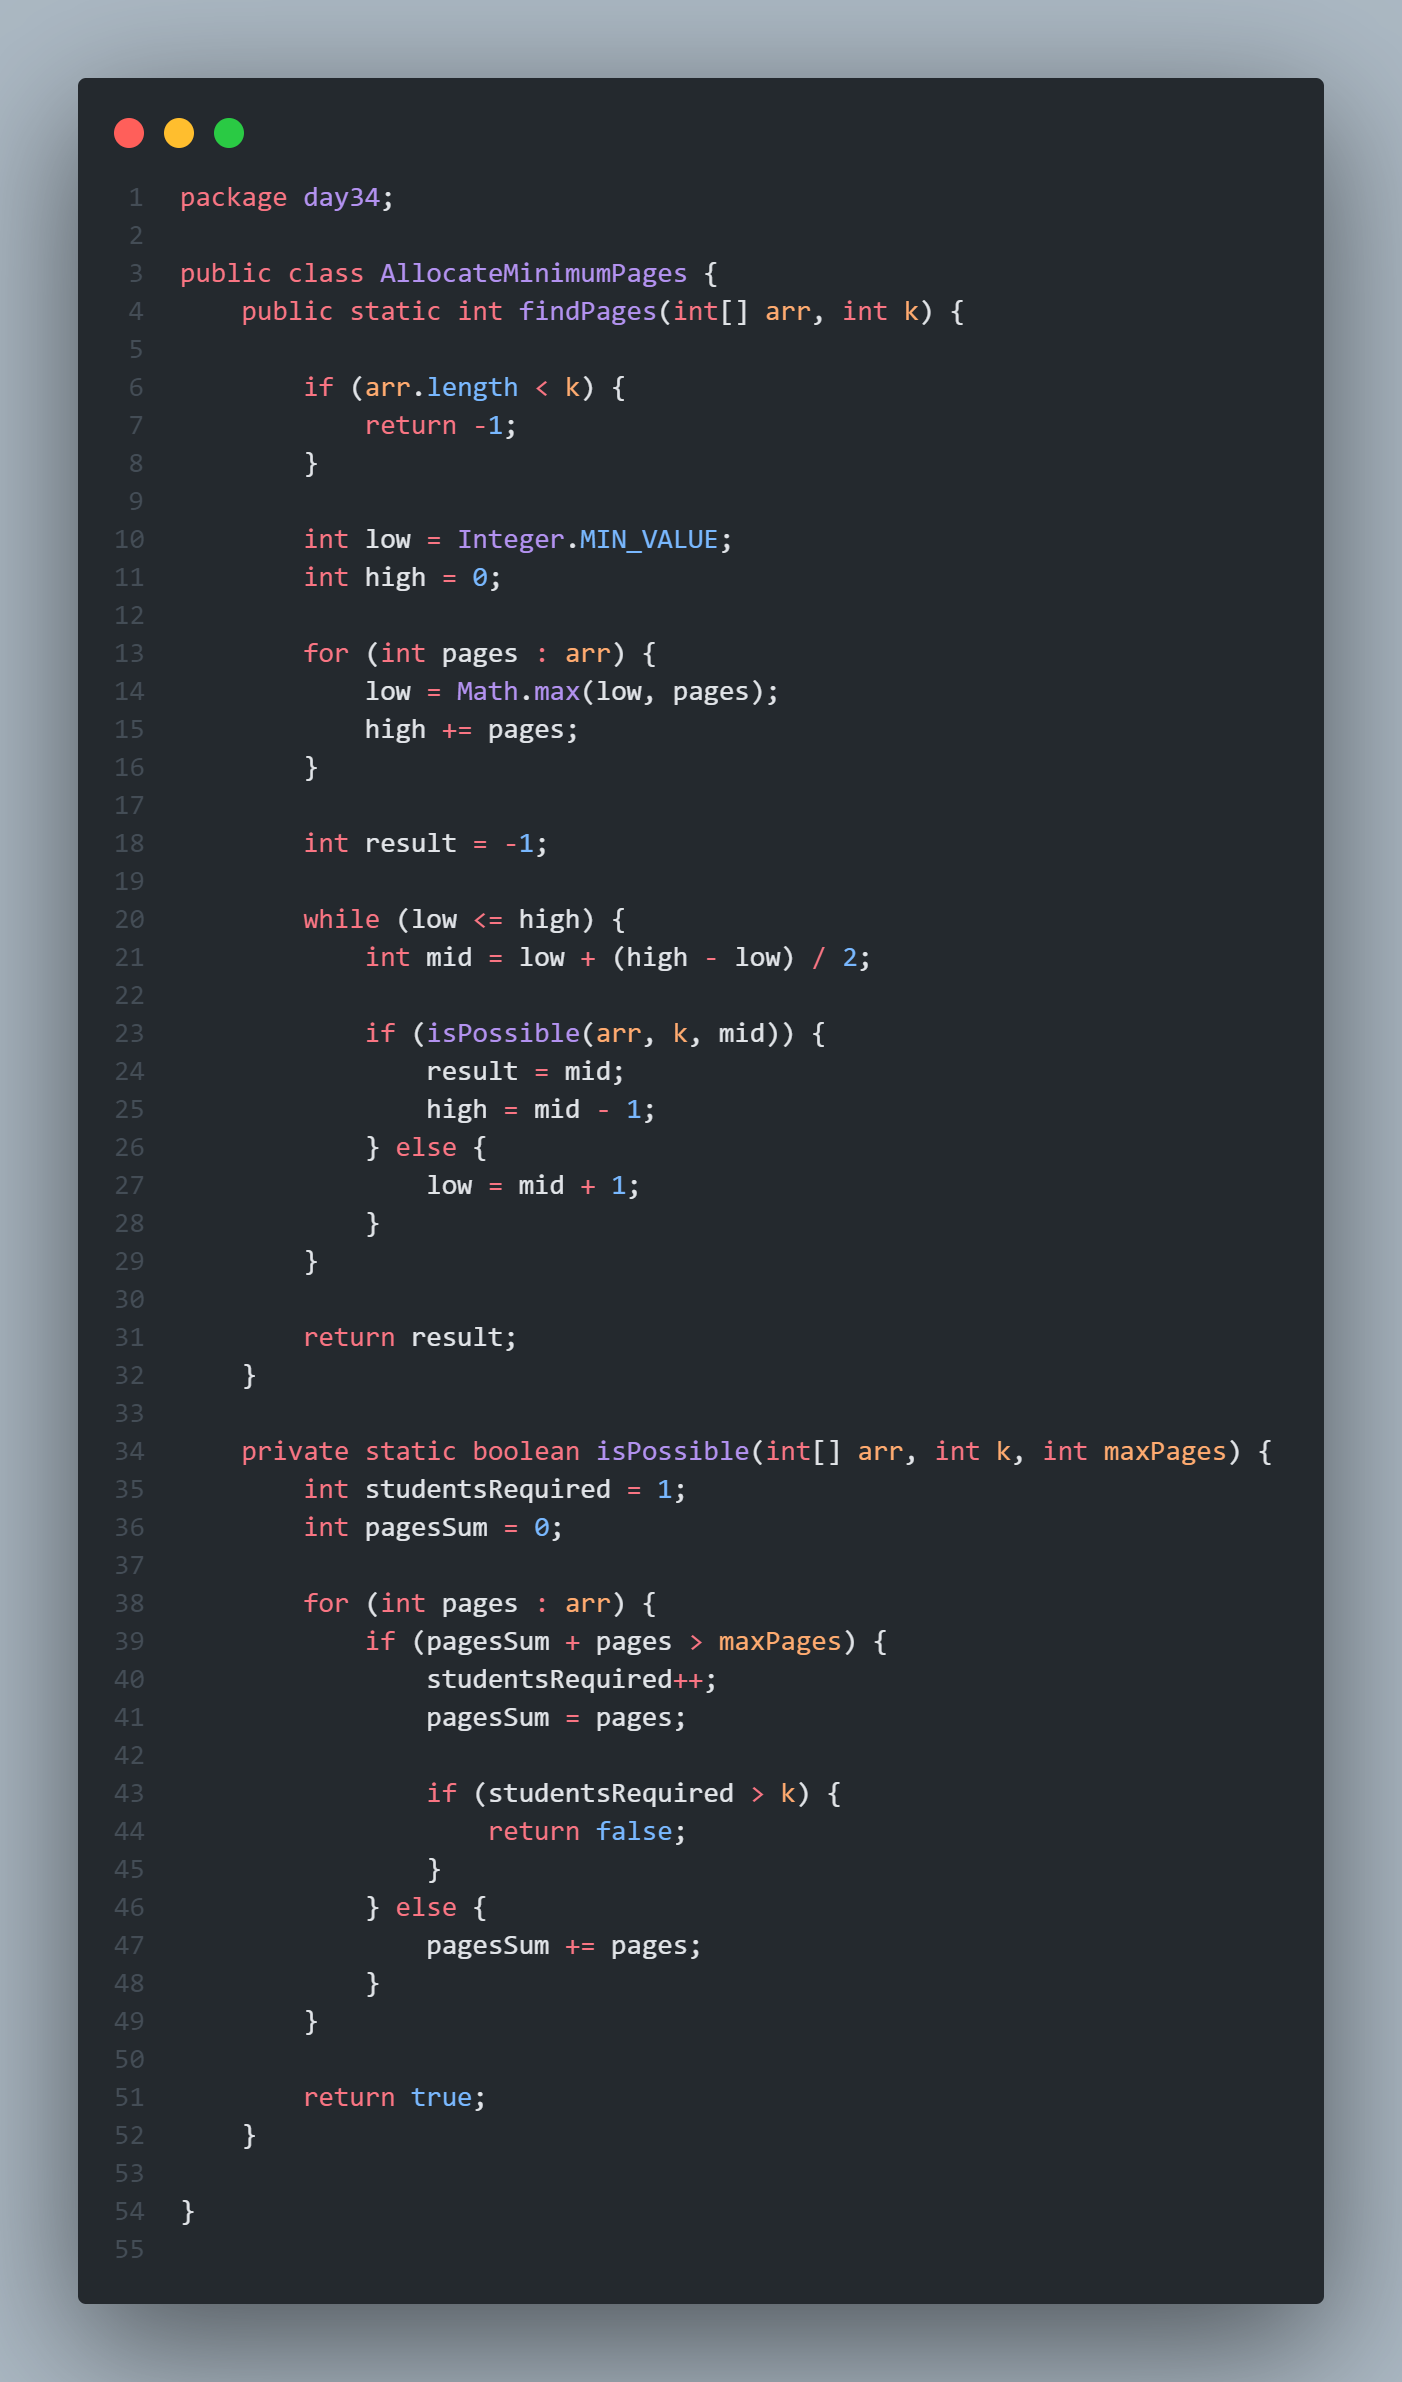 1 package day34;
2
3 public class AllocateMinimumPages {
4     public static int findPages(int[] arr, int k) {
5
6         if (arr.length < k) {
7             return -1;
8         }
9
10         int low = Integer.MIN_VALUE;
11         int high = 0;
12
13         for (int pages : arr) {
14             low = Math.max(low, pages);
15             high += pages;
16         }
17
18         int result = -1;
19
20         while (low <= high) {
21             int mid = low + (high - low) / 2;
22
23             if (isPossible(arr, k, mid)) {
24                 result = mid;
25                 high = mid - 1;
26             } else {
27                 low = mid + 1;
28             }
29         }
30
31         return result;
32     }
33
34     private static boolean isPossible(int[] arr, int k, int maxPages) {
35         int studentsRequired = 1;
36         int pagesSum = 0;
37
38         for (int pages : arr) {
39             if (pagesSum + pages > maxPages) {
40                 studentsRequired++;
41                 pagesSum = pages;
42
43                 if (studentsRequired > k) {
44                     return false;
45                 }
46             } else {
47                 pagesSum += pages;
48             }
49         }
50
51         return true;
52     }
53
54 }
55